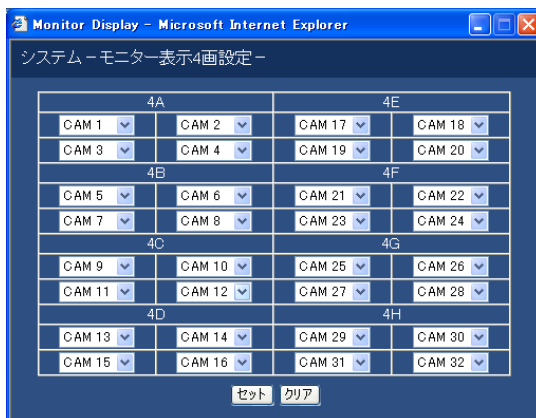 Monitor Display - Microsoft Internet Explorer
システム－モニター表示4画設定－
4A 4E
CAM 1 CAM 2 CAM 17 CAM 18
CAM 3 CAM 4 CAM 19 CAM 20
4B 4F
CAM 5 CAM 6 CAM 21 CAM 22
CAM 7 CAM 8 CAM 23 CAM 24
4C 4G
CAM 9 CAM 10 CAM 25 CAM 26
CAM 11 CAM 12 CAM 27 CAM 28
4D 4H
CAM 13 CAM 14 CAM 29 CAM 30
CAM 15 CAM 16 CAM 31 CAM 32
セット クリア